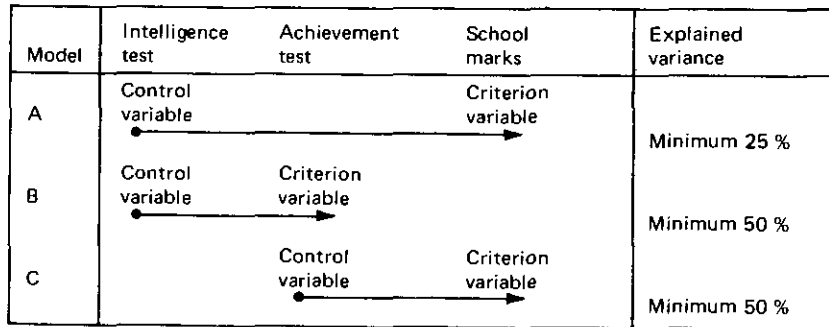 Intelligence Achievement School Explained
Model test test marks variance
Control Criterion
A variable variable
Minimum 25 %
Control Criterion
B variable variable
Minimum 50 %
Control Criterion
C variable variable
Minimum 50 %